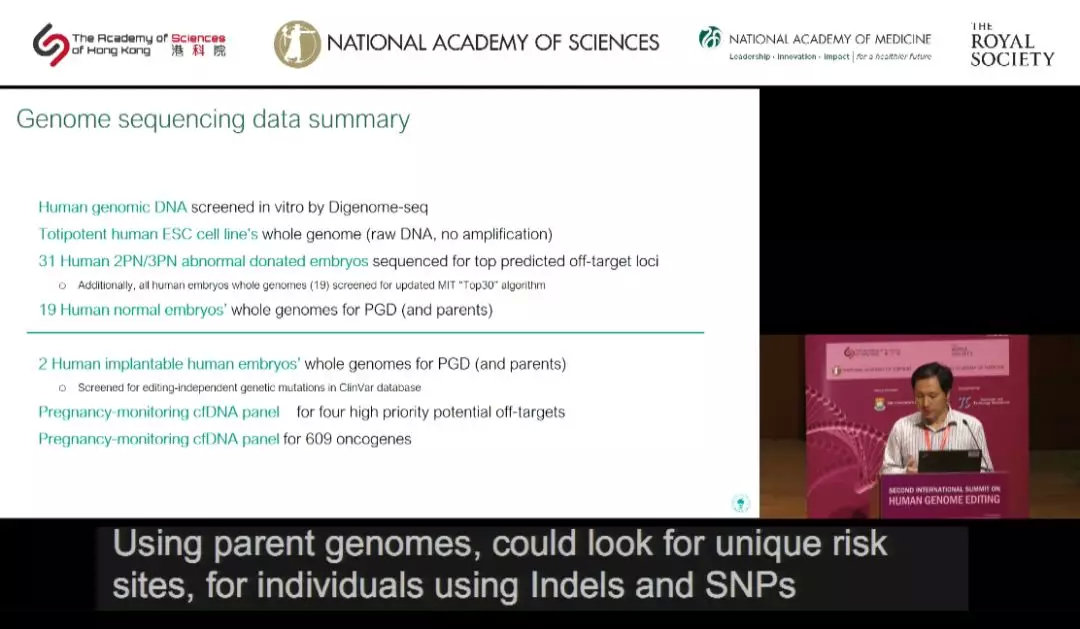 The Academy of Sciences
of Hong Kong 港科院
NATIONAL ACADEMY OF SCIENCES
NATIONAL ACADEMY OF MEDICINE
Leadership · Innovation · Impact | for a healthier future
THE
ROYAL
SOCIETY
Genome sequencing data summary
Human genomic DNA screened in vitro by Digenome-seq
Totipotent human ESC cell line's whole genome (raw DNA, no amplification)
31 Human 2PN/3PN abnormal donated embryos sequenced for top predicted off-target loci
○ Additionally, all human embryos whole genomes (19) screened for updated MIT "Top30" algorithm
19 Human normal embryos' whole genomes for PGD (and parents)
2 Human implantable human embryos' whole genomes for PGD (and parents)
○ Screened for editing-independent genetic mutations in ClinVar database
Pregnancy-monitoring cfDNA panel for four high priority potential off-targets
Pregnancy-monitoring cfDNA panel for 609 oncogenes
SECOND INTERNATIONAL SUMMIT ON
HUMAN GENOME EDITING
Using parent genomes, could look for unique risk
sites, for individuals using Indels and SNPs